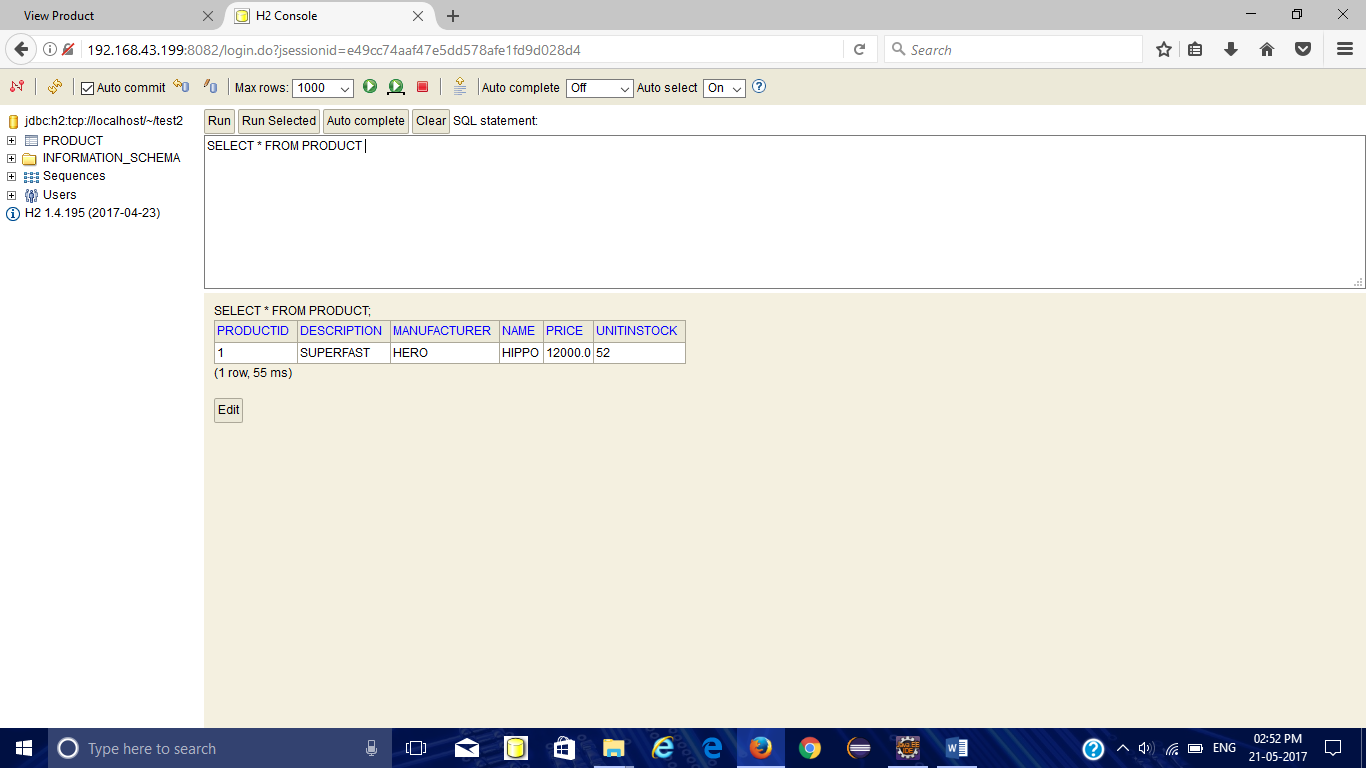 View Product
H2 Console
192.168.43.199:8082/login.do?jsessionid=e49cc74aaf47e5dd578afe1fd9d028d4
Search
Auto commit
Max rows: 1000
Auto complete Off
Auto select On
jdbc:h2:tcp://localhost/~/test2
PRODUCT
INFORMATION_SCHEMA
Sequences
Users
H2 1.4.195 (2017-04-23)
Run Run Selected Auto complete Clear SQL statement:
SELECT * FROM PRODUCT
SELECT * FROM PRODUCT;
PRODUCTID DESCRIPTION MANUFACTURER NAME PRICE UNITINSTOCK
1 SUPERFAST HERO HIPPO 12000.0 52
(1 row, 55 ms)
Edit
Type here to search
ENG
02:52 PM
21-05-2017